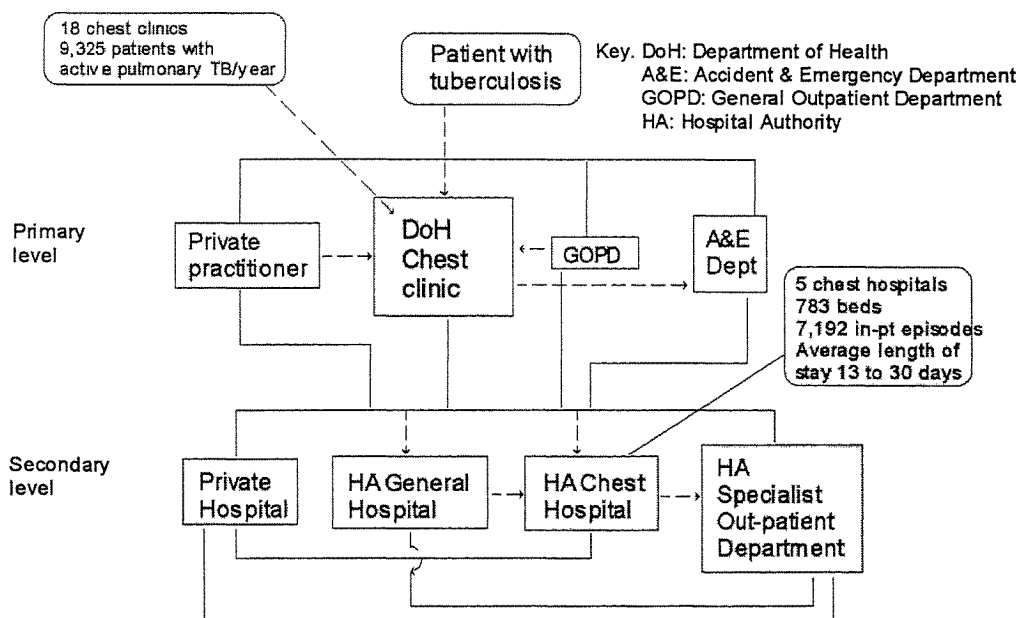 18 chest clinics
9,325 patients with
active pulmonary TB/year
Patient with
tuberculosis
Key. DoH: Department of Health
A&E: Accident & Emergency Department
GOPD: General Outpatient Department
HA: Hospital Authority
Primary
level
Private
practitioner
DoH
Chest
clinic
GOPD
A&E
Dept
5 chest hospitals
783 beds
7,192 in-pt episodes
Average length of
stay 13 to 30 days
Secondary
level
Private
Hospital
HA General
Hospital
HA Chest
Hospital
HA
Specialist
Out-patient
Department